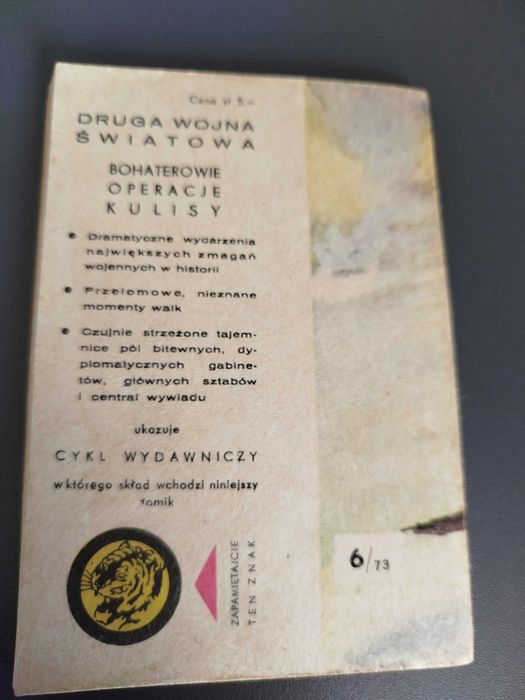 Cena zł 5,—
DRUGA WOJNA
ŚWIATOWA
BOHATEROWIE
OPERACJE
KULISY
• Dramatyczne wydarzenia
największych zmagań
wojennych w historii
• Przełomowe, nieznane
momenty walk
• Czujnie strzeżone tajem-
nice pól bitewnych, dy-
plomatycznych gabine-
tów, głównych sztabów
i central wywiadu
ukazuje
CYKL WYDAWNICZY
w którego skład wchodzi niniejszy
tomik
ZAPAMIĘTAJCIE
TEN ZNAK
6/73